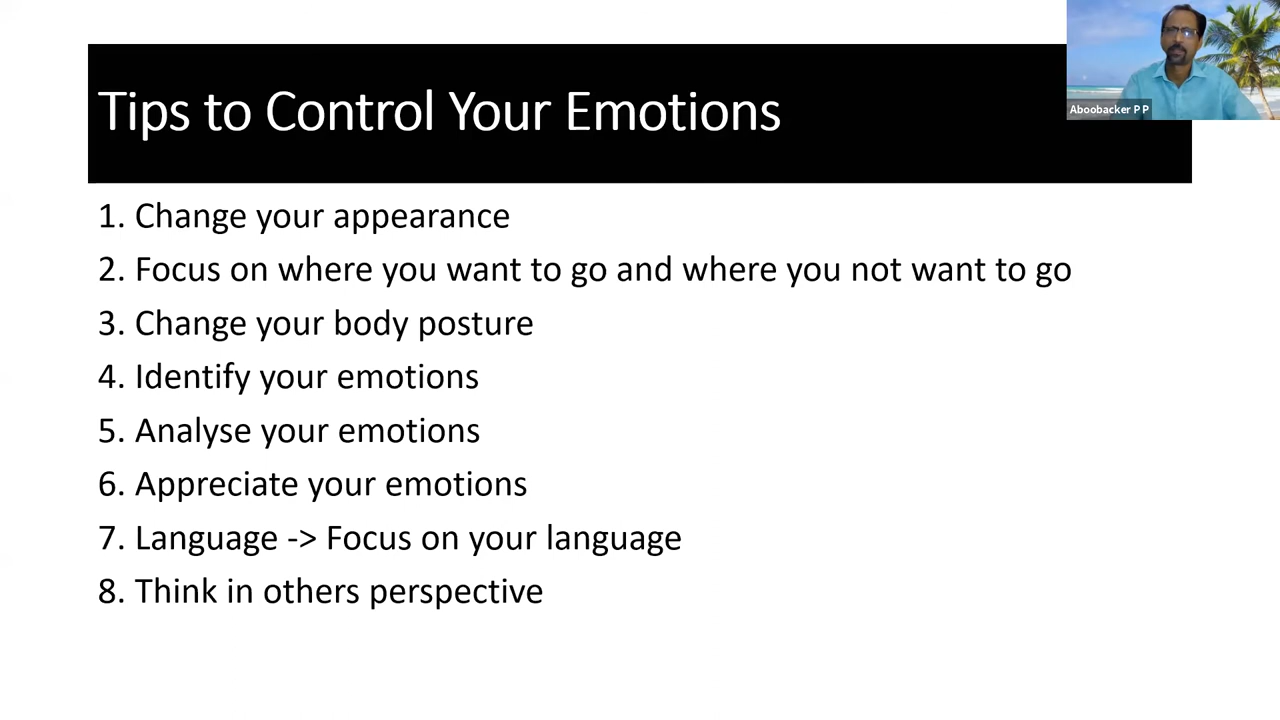 Tips to Control Your Emotions
Aboobacker P P
1. Change your appearance
2. Focus on where you want to go and where you not want to go
3. Change your body posture
4. Identify your emotions
5. Analyse your emotions
6. Appreciate your emotions
7. Language -> Focus on your language
8. Think in others perspective